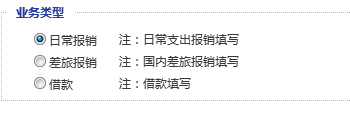 业务类型
日常报销 注：日常支出报销填写
差旅报销 注：国内差旅报销填写
借款 注：借款填写